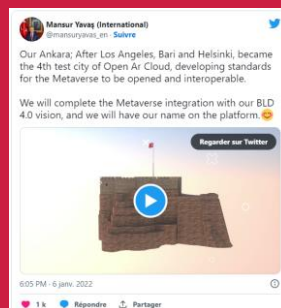 Mansur Yavaş (International)
@mansuryavas_en · Suivre
Our Ankara; After Los Angeles, Bari and Helsinki, became
the 4th test city of Open Ar Cloud, developing standards
for the Metaverse to be opened and interoperable.
We will complete the Metaverse integration with our BLD
4.0 vision, and we will have our name on the platform.😊
Regarder sur Twitter
6:05 PM · 6 janv. 2022
1 k Répondre Partager